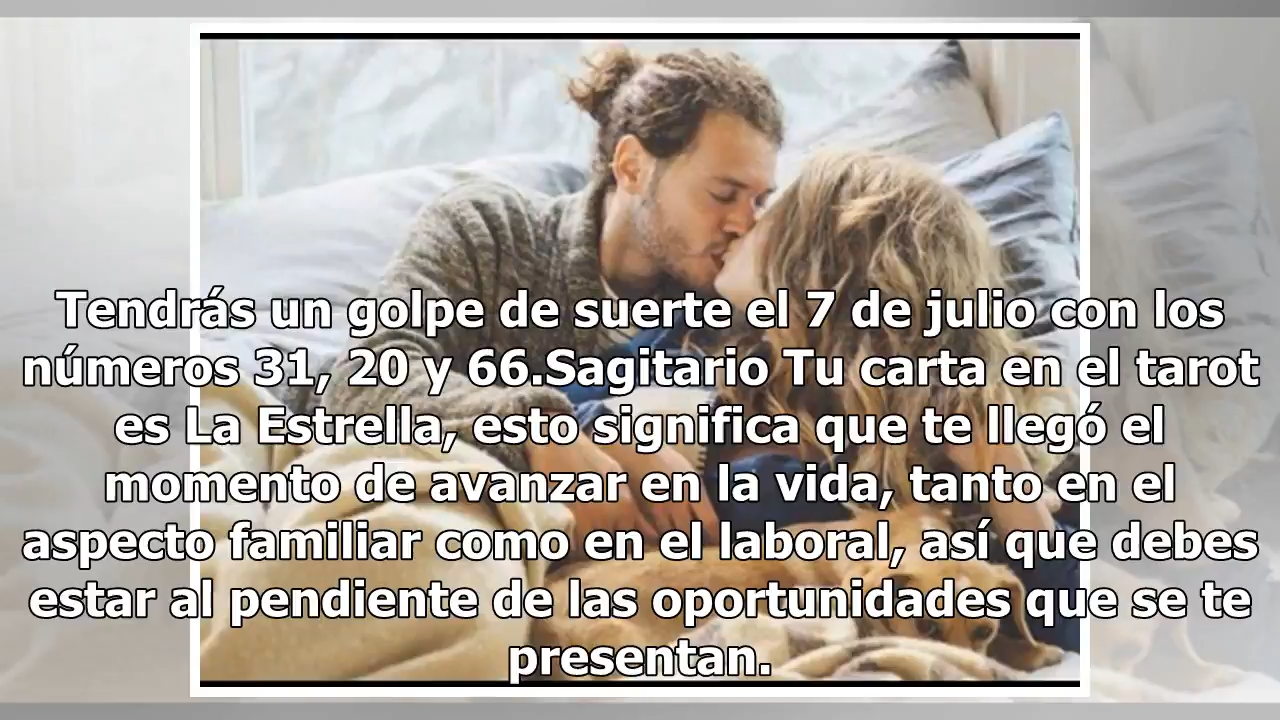 Tendrás un golpe de suerte el 7 de julio con los
números 31, 20 y 66.Sagitario Tu carta en el tarot
es La Estrella, esto significa que te llegó el
momento de avanzar en la vida, tanto en el
aspecto familiar como en el laboral, así que debes
estar al pendiente de las oportunidades que se te
presentan.